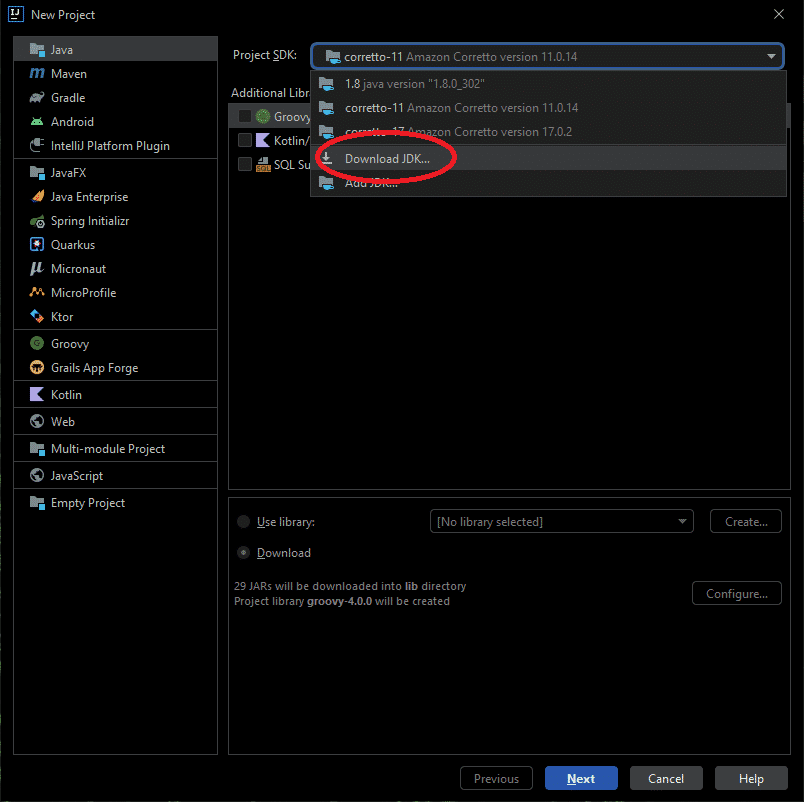 New Project
Java
Maven
Gradle
Android
IntelliJ Platform Plugin
JavaFX
Java Enterprise
Spring Initializr
Quarkus
Micronaut
MicroProfile
Ktor
Groovy
Grails App Forge
Kotlin
Web
Multi-module Project
JavaScript
Empty Project
Project SDK: corretto-11 Amazon Corretto version 11.0.14
1.8 java version "1.8.0_302"
corretto-11 Amazon Corretto version 11.0.14
corretto-17 Amazon Corretto version 17.0.2
Download JDK...
Add JDK...
Additional Libr
Groovy
Kotlin/
SQL Su
Use library: [No library selected] Create...
Download
29 JARs will be downloaded into lib directory
Project library groovy-4.0.0 will be created
Configure...
Previous Next Cancel Help